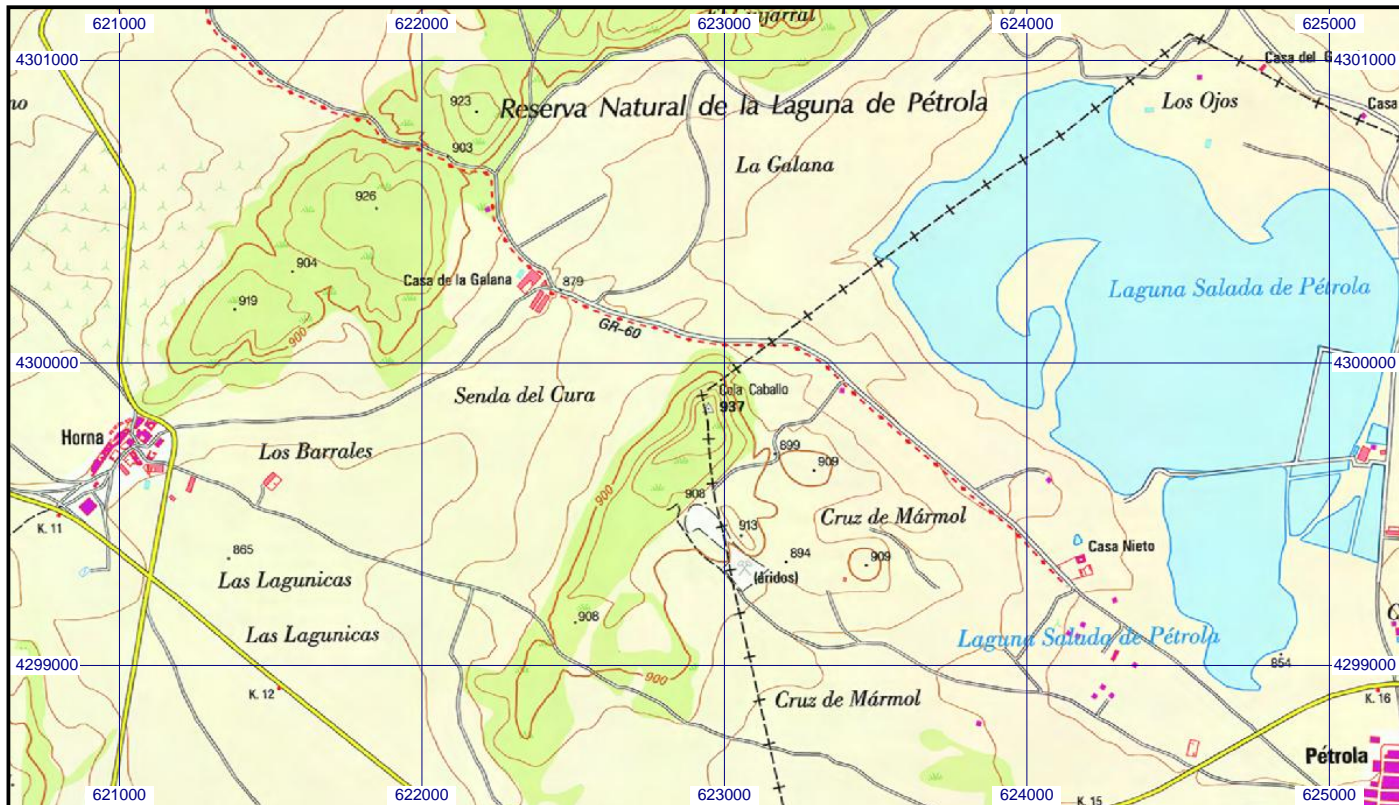 621000 622000 623000 624000 625000
4301000
Casa del G
no
923
Reserva Natural de la Laguna de Pétrola
Los Ojos
Casa
903
La Galana
926
904
Casa de la Galana
879
Laguna Salada de Pétrola
919
900
GR-60
4300000
Senda del Cura
Cola Caballo
937
Horna
Los Barrales
899
909
900
908
K. 11
913
Cruz de Mármol
865
894
909
Casa Nieto
Las Lagunicas
(áridos)
908
Las Lagunicas
Laguna Salada de Pétrola
4299000
854
900
K. 12
Cruz de Mármol
K. 16
Pétrola
K. 15
621000 622000 623000 624000 625000
4301000
4300000
4299000